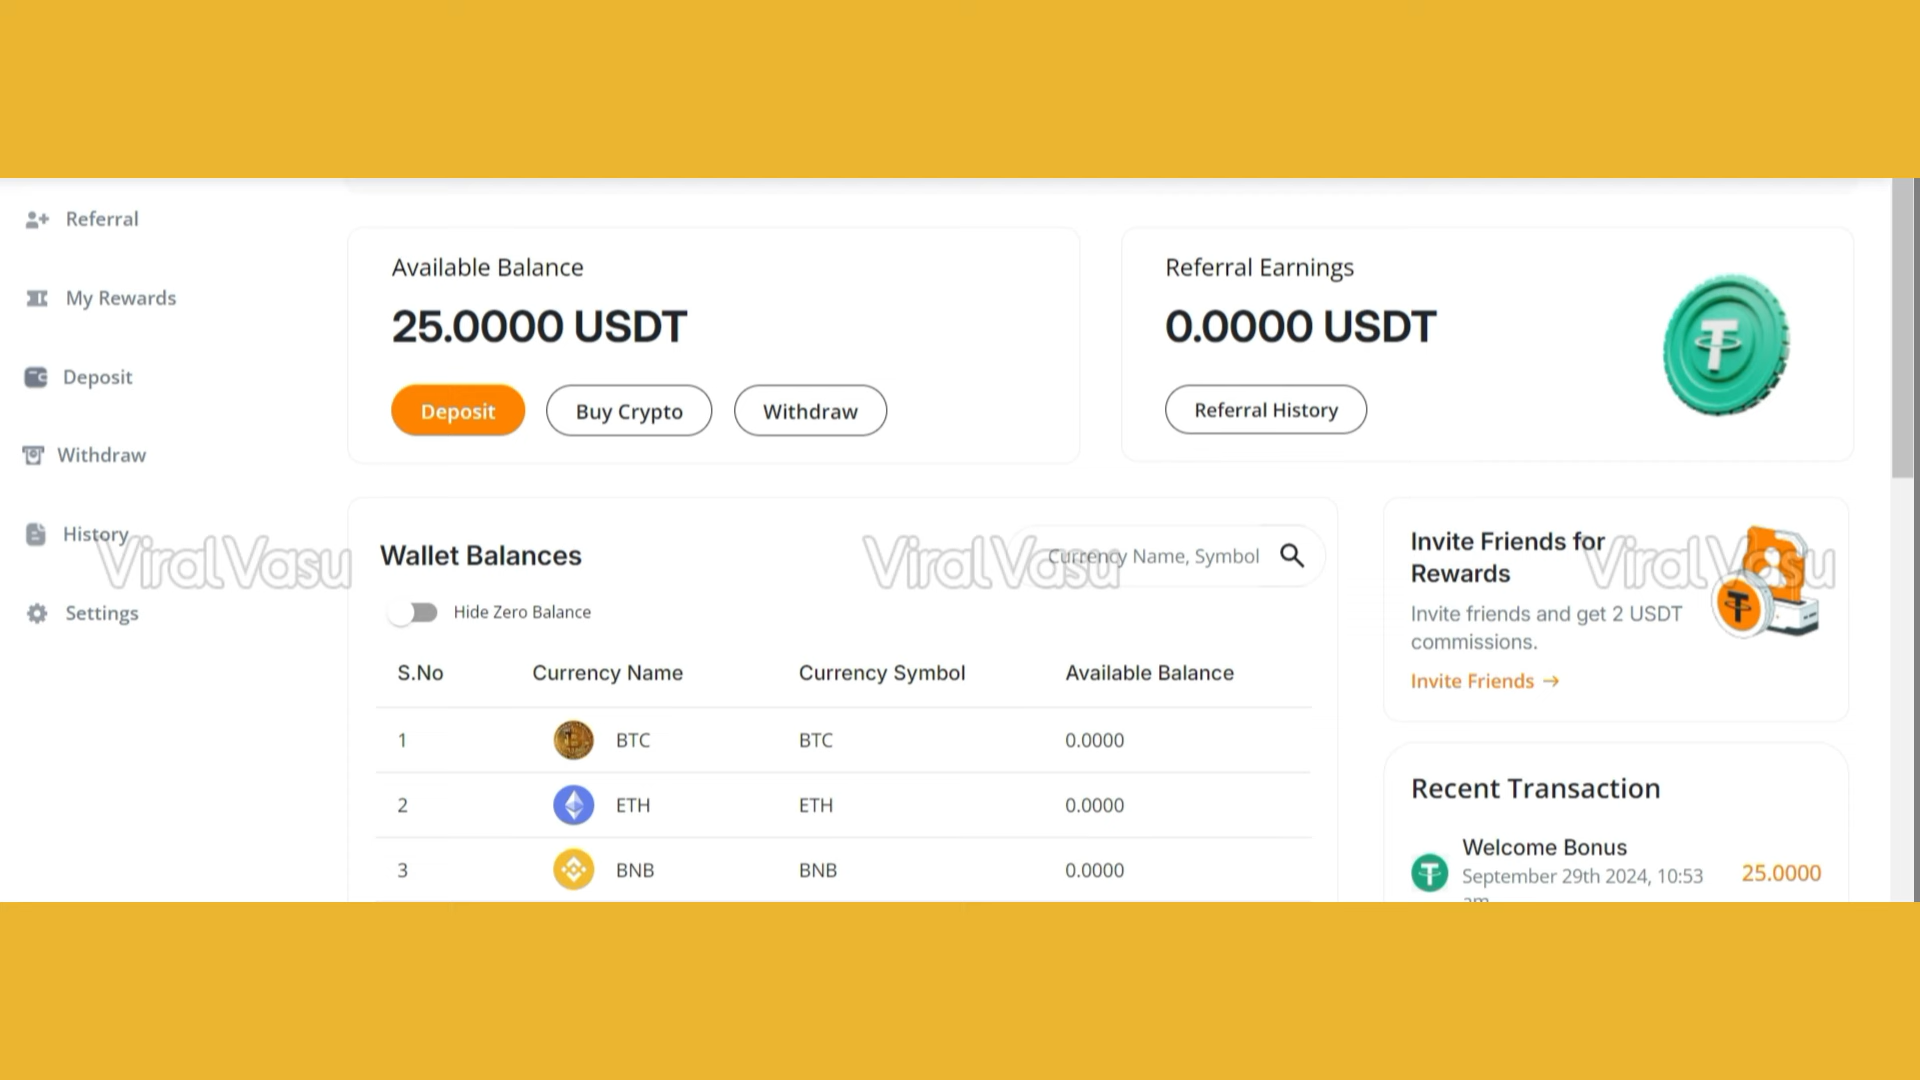 Referral
My Rewards
Deposit
Withdraw
History
Settings
Available Balance
25.0000 USDT
Deposit
Buy Crypto
Withdraw
Referral Earnings
0.0000 USDT
Referral History
Wallet Balances
Currency Name, Symbol
Hide Zero Balance
S.No Currency Name Currency Symbol Available Balance
1 BTC BTC 0.0000
2 ETH ETH 0.0000
3 BNB BNB 0.0000
Invite Friends for
Rewards
Invite friends and get 2 USDT
commissions.
Invite Friends →
Recent Transaction
Welcome Bonus
September 29th 2024, 10:53
am
25.0000
ViralVasu
ViralVasu
ViralVasu